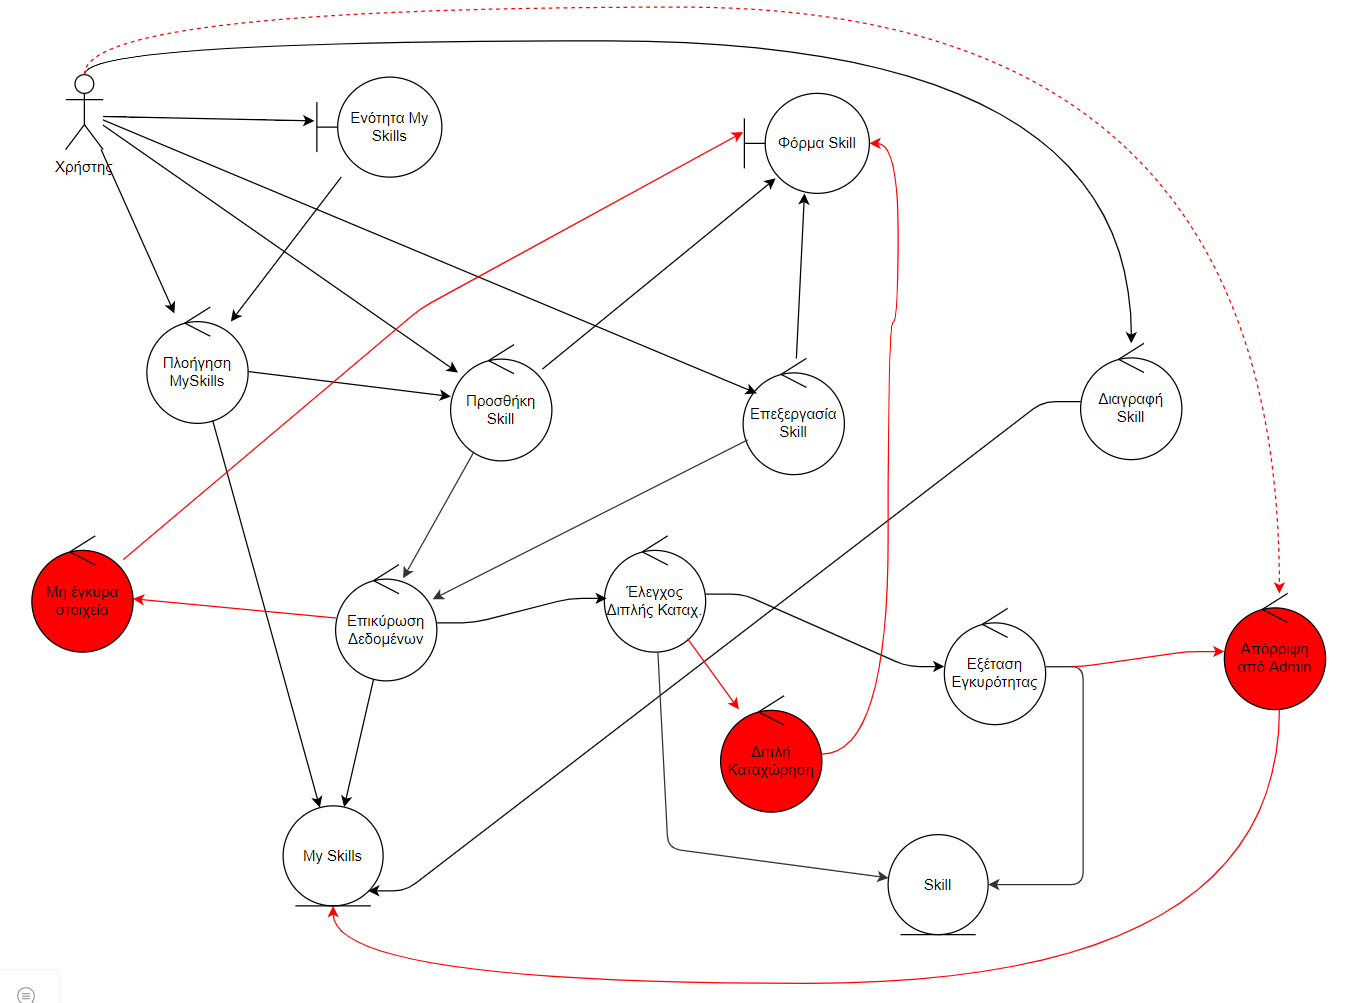 Ενότητα My
Skills
Φόρμα Skill
Χρήστης
Πλοήγηση
MySkills
Προσθήκη
Skill
Επεξεργασία
Skill
Διαγραφή
Skill
Μη έγκυρα
στοιχεία
Επικύρωση
Δεδομένων
Έλεγχος
Διπλής Καταχ.
Εξέταση
Εγκυρότητας
Απόρριψη
από Admin
Διπλή
Καταχώρηση
My Skills
Skill